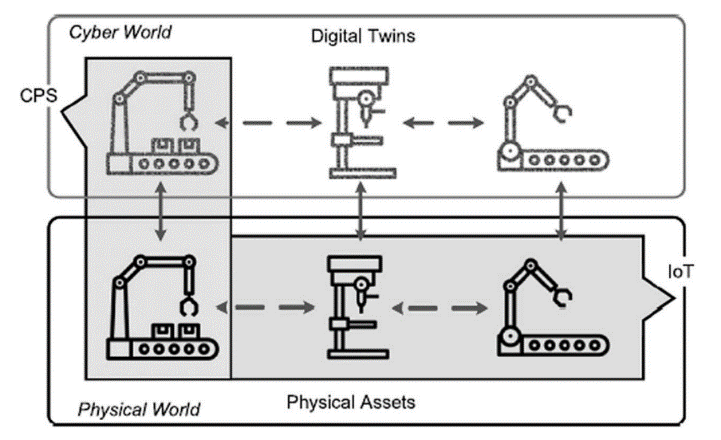 Cyber World
Digital Twins
CPS
IoT
Physical World
Physical Assets